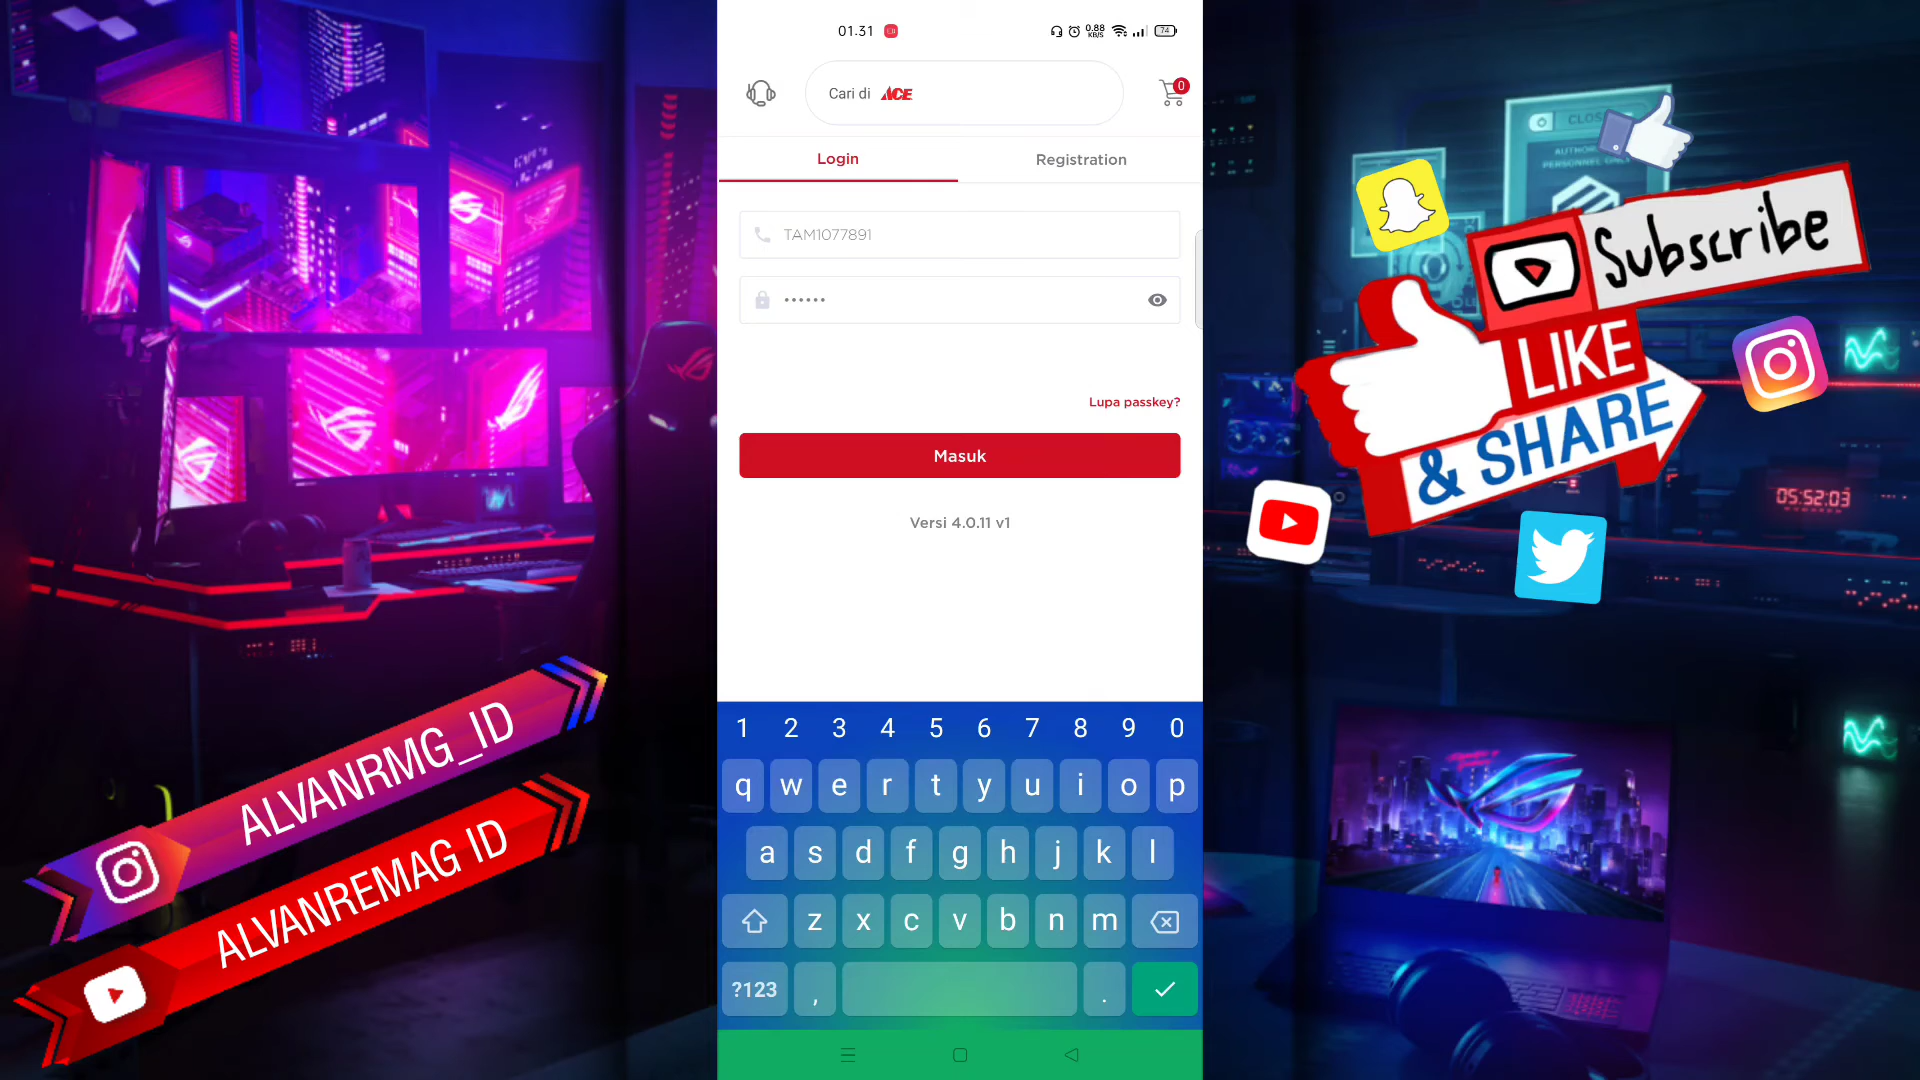 01.31
0.88
KB/S
74
Cari di ACE
0
Login
Registration
TAM1077891
••••••
Lupa passkey?
Masuk
Versi 4.0.11 v1
1 2 3 4 5 6 7 8 9 0
q w e r t y u i o p
a s d f g h j k l
z x c v b n m
?123 , .
ALVANRMG_ID
ALVANREMAG ID
Subscribe
LIKE
& SHARE
05:52:03